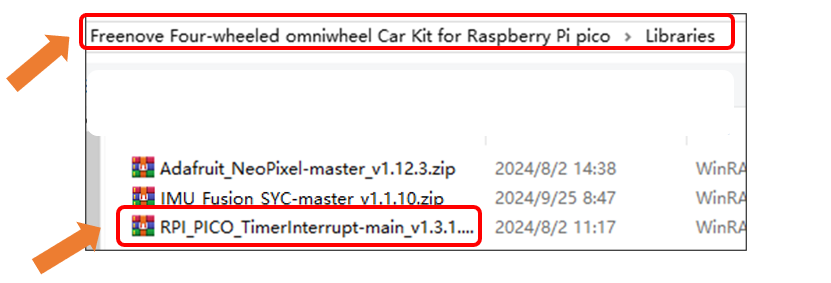 Freenove Four-wheeled omniwheel Car Kit for Raspberry Pi pico › Libraries
Adafruit_NeoPixel-master_v1.12.3.zip 2024/8/2 14:38 WinRA
IMU_Fusion_SYC-master_v1.1.10.zip 2024/9/25 8:47 WinRA
RPI_PICO_TimerInterrupt-main_v1.3.1.... 2024/8/2 11:17 WinRA